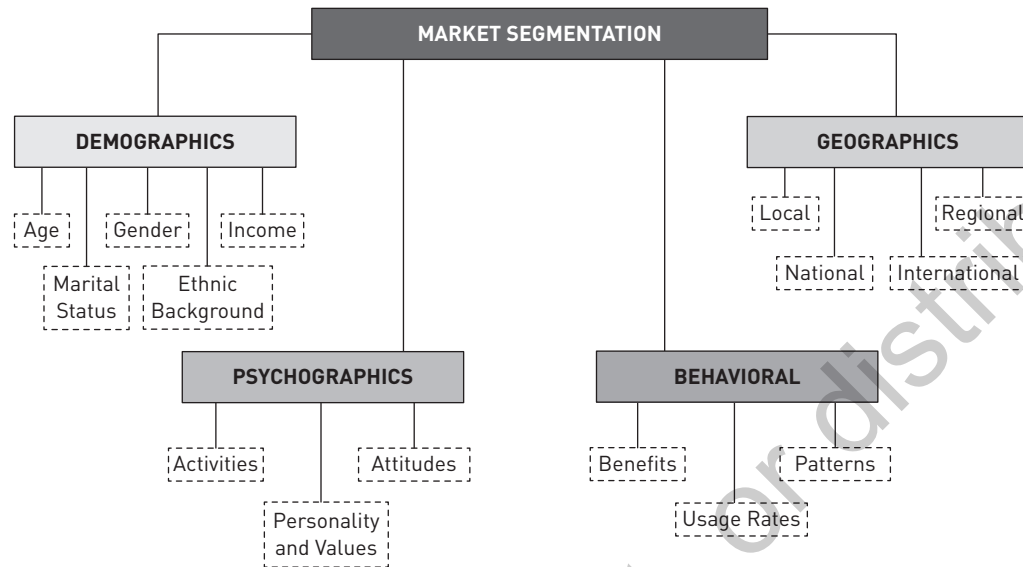 MARKET SEGMENTATION
DEMOGRAPHICS
GEOGRAPHICS
Age
Gender
Income
Local
Regional
Marital
Status
Ethnic
Background
National
International
PSYCHOGRAPHICS
BEHAVIORAL
Activities
Attitudes
Benefits
Patterns
Personality
and Values
Usage Rates
or